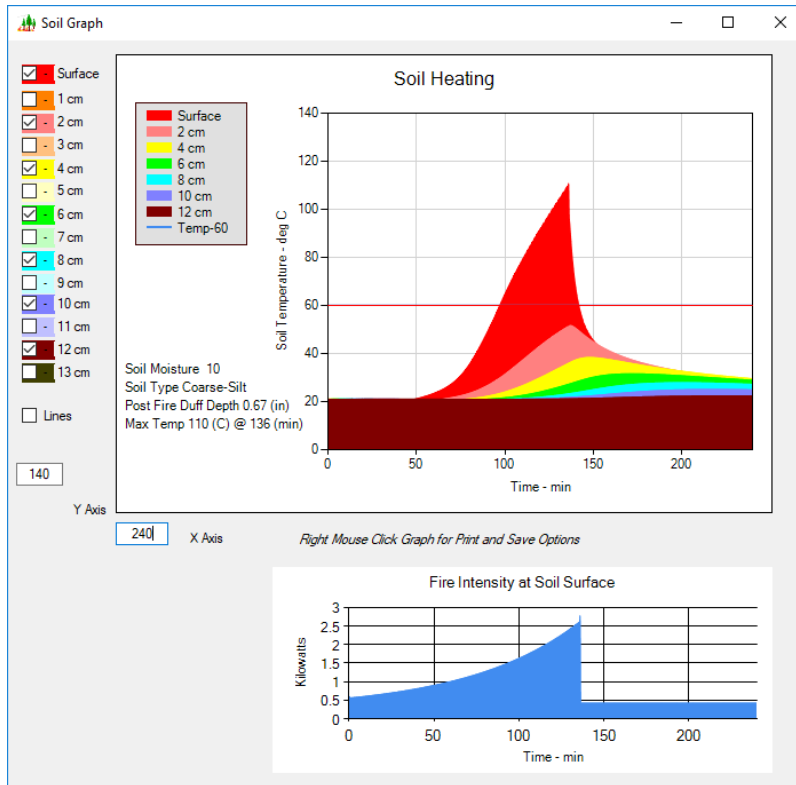 Soil Graph
- Surface
- 1 cm
- 2 cm
- 3 cm
- 4 cm
- 5 cm
- 6 cm
- 7 cm
- 8 cm
- 9 cm
- 10 cm
- 11 cm
- 12 cm
- 13 cm
Lines
140
Y Axis
240
X Axis
Soil Heating
Surface
2 cm
4 cm
6 cm
8 cm
10 cm
12 cm
Temp-60
Soil Moisture 10
Soil Type Coarse-Silt
Post Fire Duff Depth 0.67 (in)
Max Temp 110 (C) @ 136 (min)
Soil Temperature - deg C
140
120
100
80
60
40
20
0
0 50 100 150 200
Time - min
Right Mouse Click Graph for Print and Save Options
Fire Intensity at Soil Surface
Kilowatts
3
2.5
2
1.5
1
0.5
0
0 50 100 150 200
Time - min